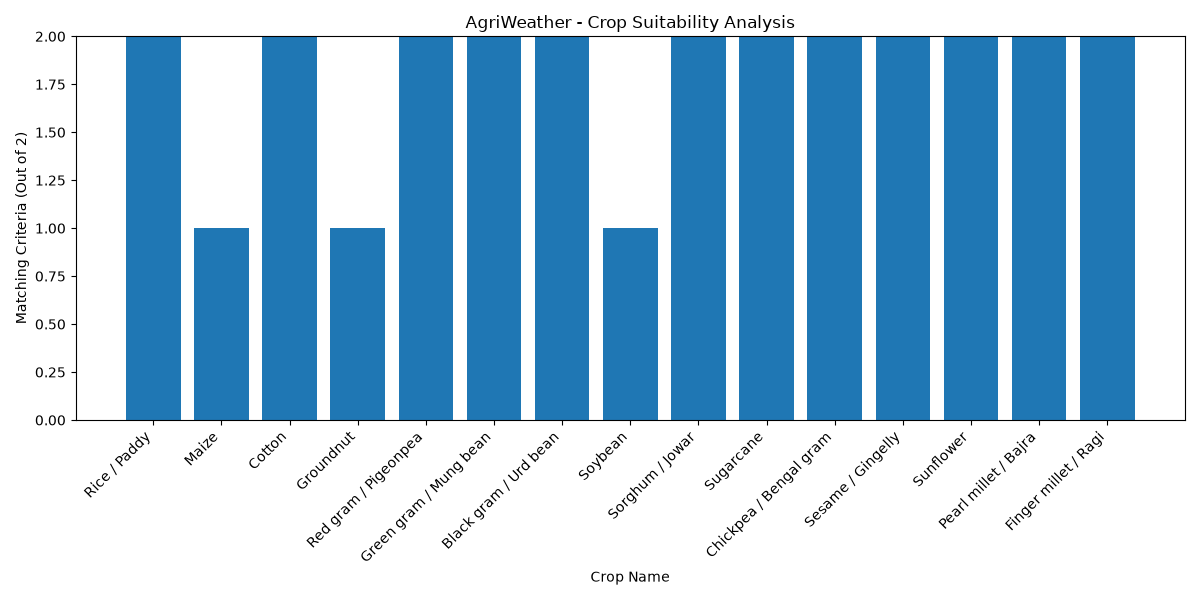 AgriWeather - Crop Suitability Analysis
Matching Criteria (Out of 2)
2.00
1.75
1.50
1.25
1.00
0.75
0.50
0.25
0.00
Rice / Paddy
Maize
Cotton
Groundnut
Red gram / Pigeonpea
Green gram / Mung bean
Black gram / Urd bean
Soybean
Sorghum / Jowar
Sugarcane
Chickpea / Bengal gram
Sesame / Gingelly
Sunflower
Pearl millet / Bajra
Finger millet / Ragi
Crop Name